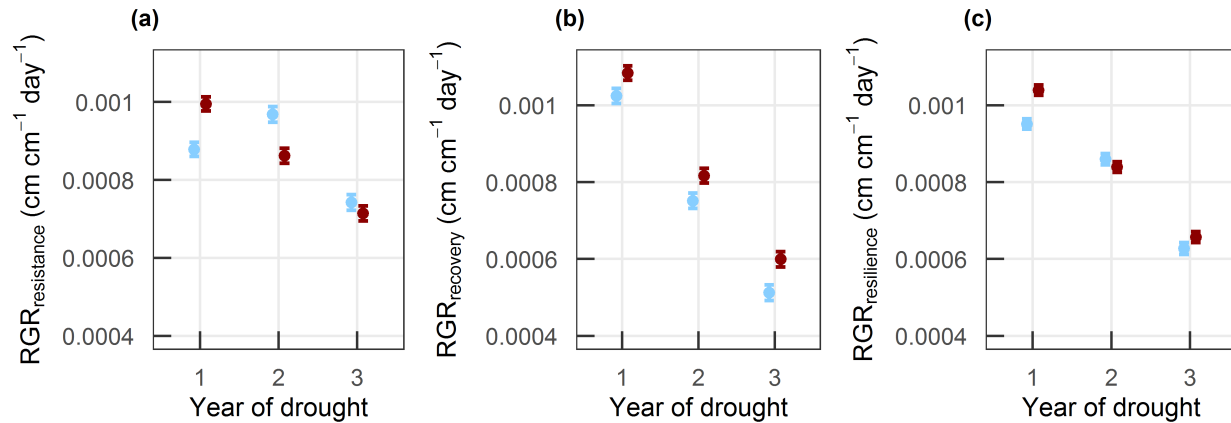 (a)
RGRresistance (cm cm−1 day−1)
0.001
0.0008
0.0006
0.0004
1 2 3
Year of drought
(b)
RGRrecovery (cm cm−1 day−1)
0.001
0.0008
0.0006
0.0004
1 2 3
Year of drought
(c)
RGRresilience (cm cm−1 day−1)
0.001
0.0008
0.0006
0.0004
1 2 3
Year of drought